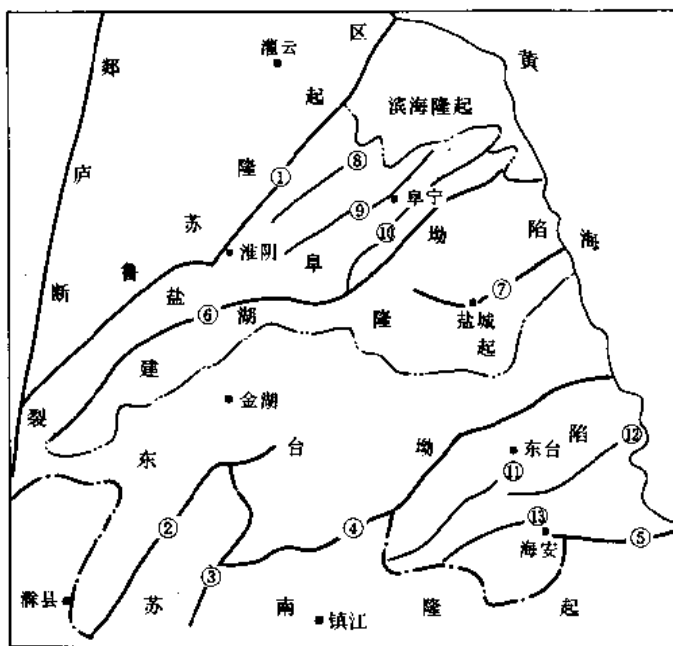 郯庐断裂
灌云
鲁苏隆起区
黄海
滨海隆起
⑧
①
阜宁
⑨
⑩
淮阴
盐阜坳陷
⑦
盐城
⑥
建湖隆起
金湖
东台坳陷
东台
⑫
⑪
②
④
⑬
海安
⑤
③
滁县
苏南隆起
镇江